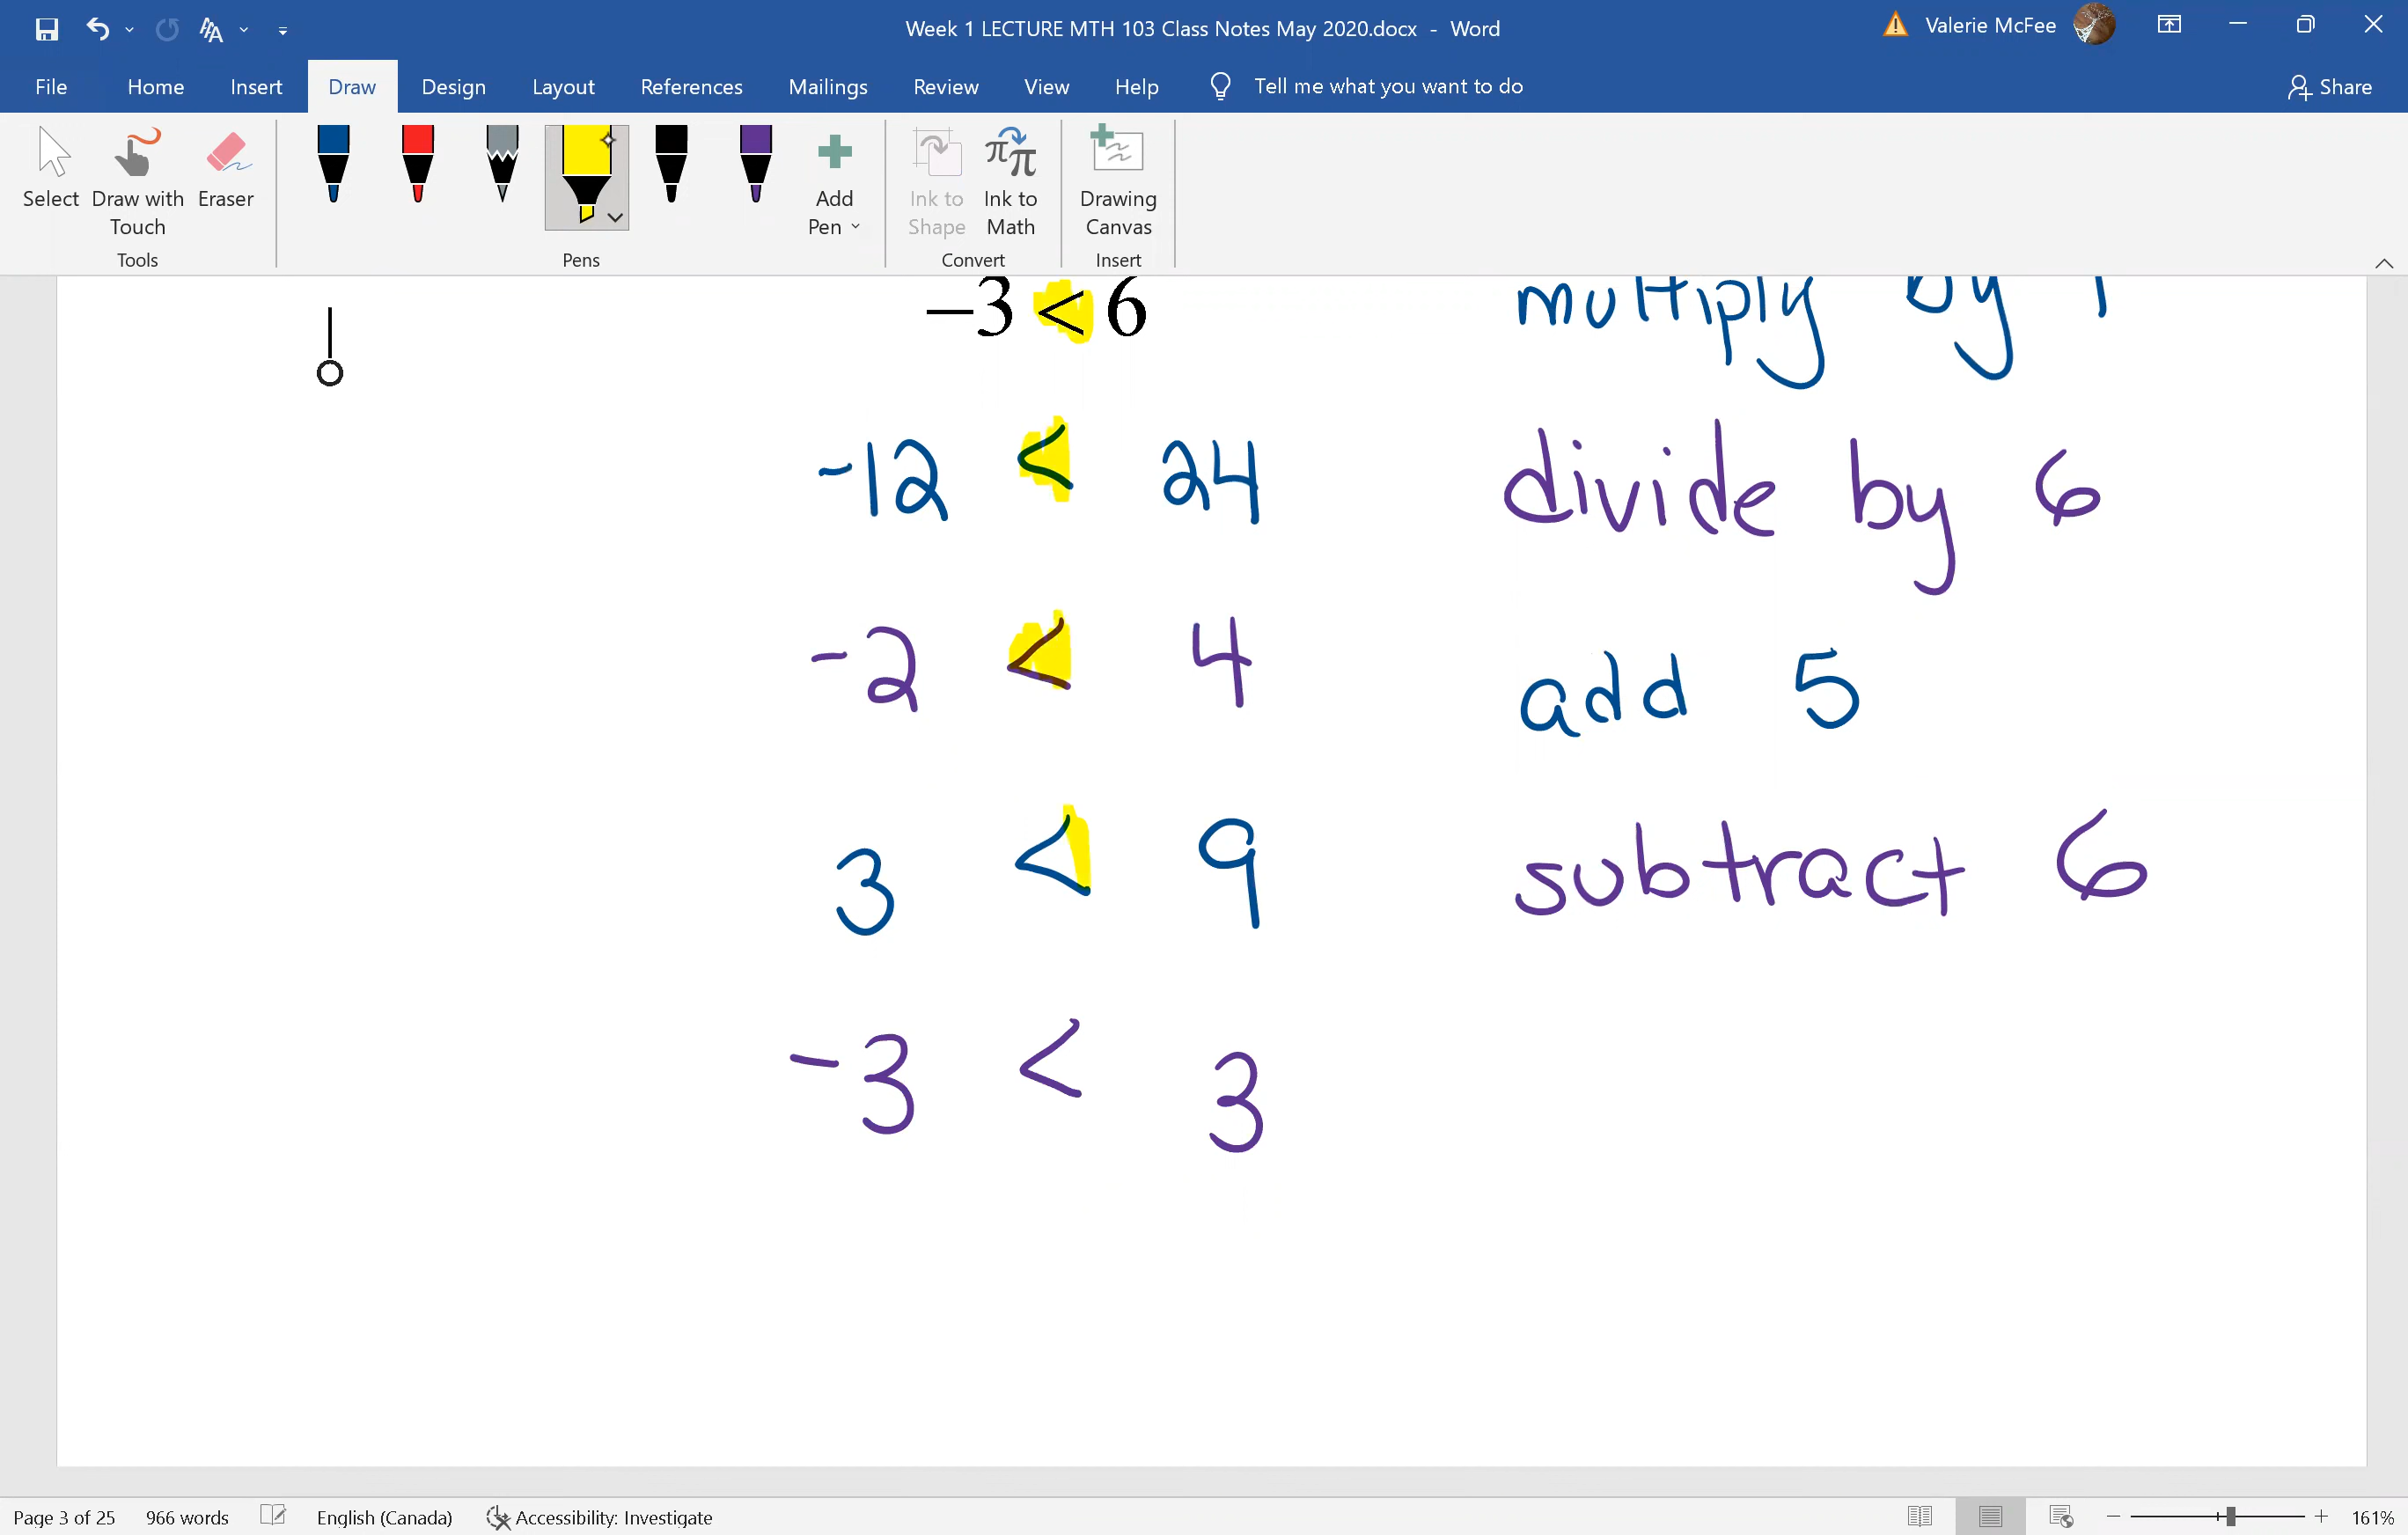 Week 1 LECTURE MTH 103 Class Notes May 2020.docx - Word
Valerie McFee
File Home Insert Draw Design Layout References Mailings Review View Help Tell me what you want to do Share
Select Draw with Touch Eraser Add Pen Ink to Shape Ink to Math Drawing Canvas
Tools Pens Convert Insert
−3 < 6 multiply by
-12 < 24 divide by 6
-2 < 4 add 5
3 < 9 subtract 6
-3 < 3
Page 3 of 25 966 words English (Canada) Accessibility: Investigate 161%